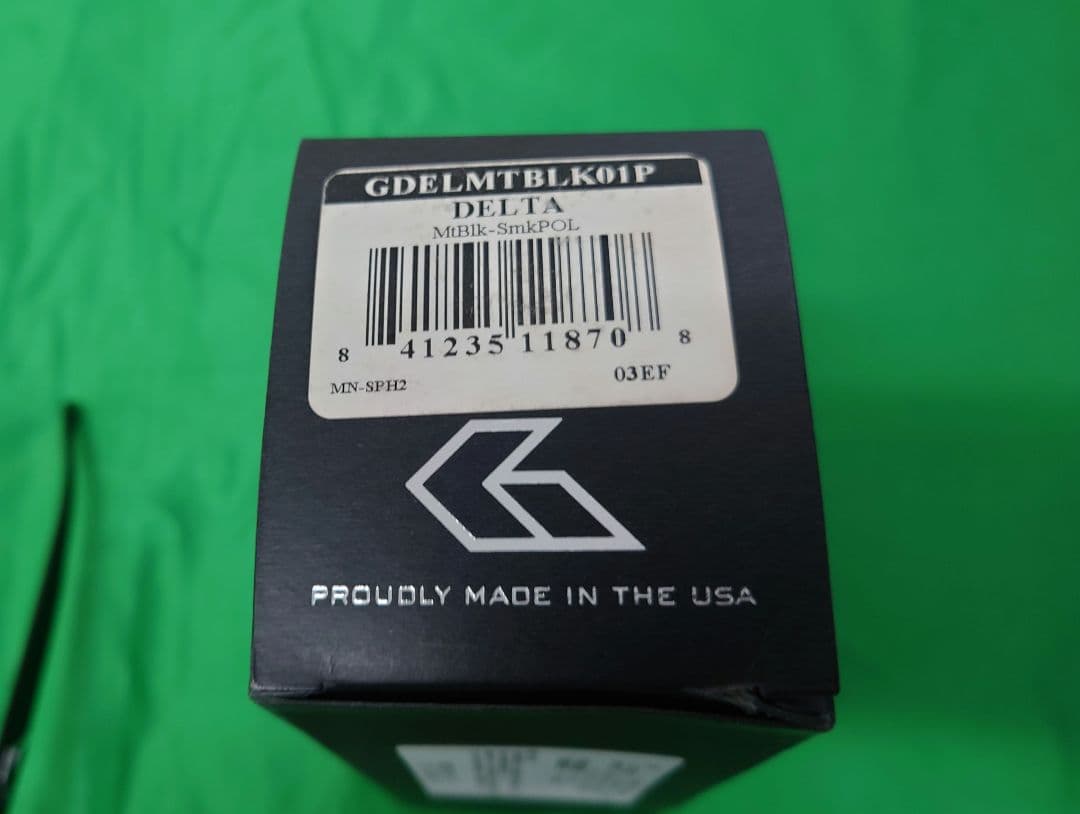 GDELMTBLK01P
DELTA
MtBlk-SmkPOL
8 41235 11870 8
MN-SPH2 03EF
PROUDLY MADE IN THE USA